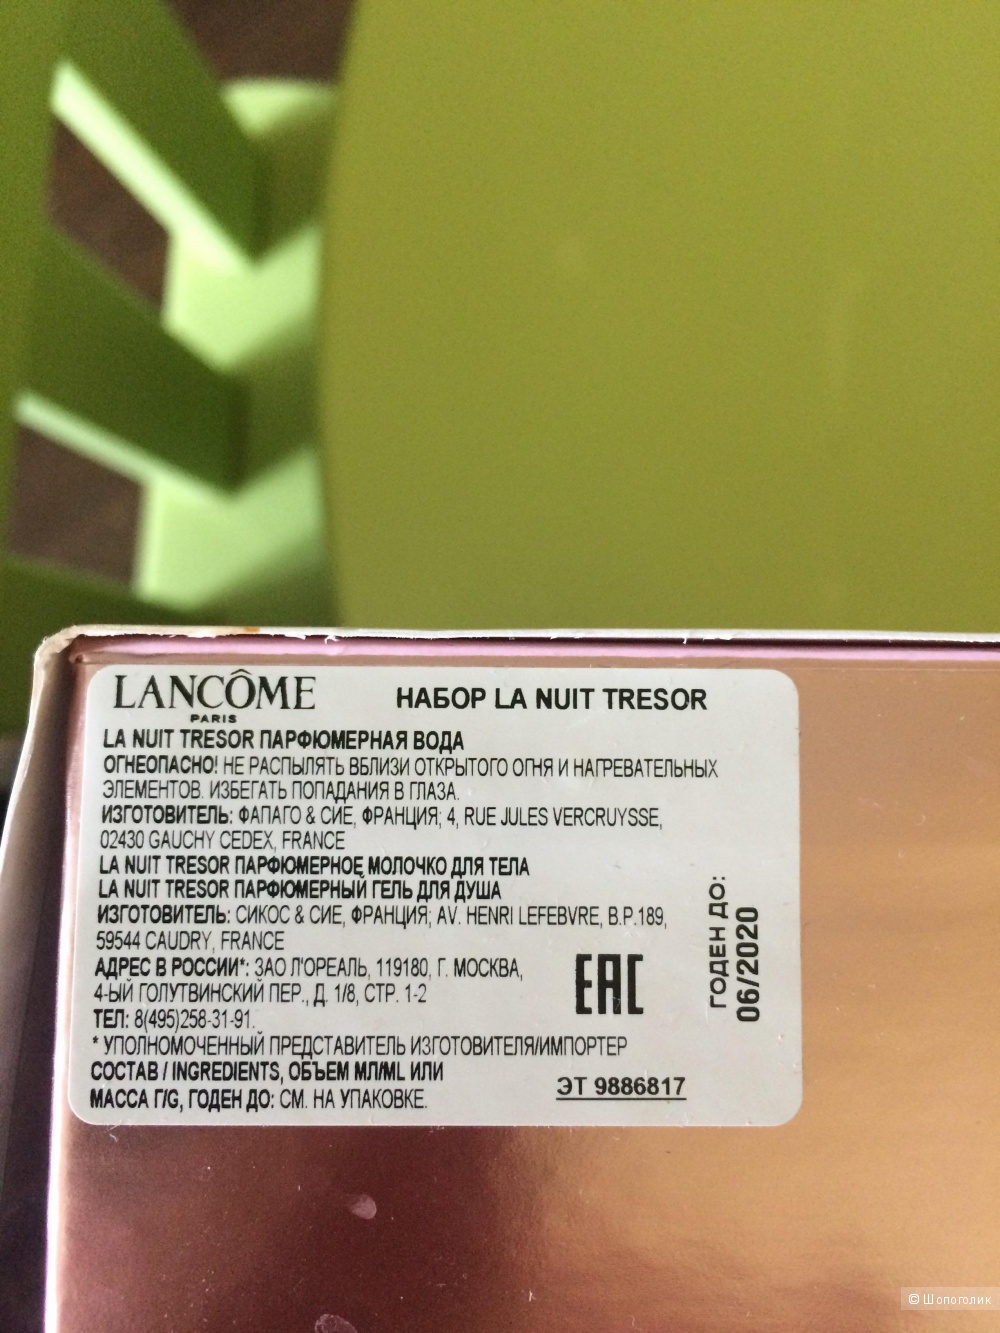 LANCÔME
PARIS
НАБОР LA NUIT TRESOR
LA NUIT TRESOR ПАРФЮМЕРНАЯ ВОДА
ОГНЕОПАСНО! НЕ РАСПЫЛЯТЬ ВБЛИЗИ ОТКРЫТОГО ОГНЯ И НАГРЕВАТЕЛЬНЫХ
ЭЛЕМЕНТОВ. ИЗБЕГАТЬ ПОПАДАНИЯ В ГЛАЗА.
ИЗГОТОВИТЕЛЬ: ФАПАГО & СИЕ, ФРАНЦИЯ; 4, RUE JULES VERCRUYSSE,
02430 GAUCHY CEDEX, FRANCE
LA NUIT TRESOR ПАРФЮМЕРНОЕ МОЛОЧКО ДЛЯ ТЕЛА
LA NUIT TRESOR ПАРФЮМЕРНЫЙ ГЕЛЬ ДЛЯ ДУША
ИЗГОТОВИТЕЛЬ: СИКОС & СИЕ, ФРАНЦИЯ; AV. HENRI LEFEBVRE, B.P.189,
59544 CAUDRY, FRANCE
АДРЕС В РОССИИ*: ЗАО Л'ОРЕАЛЬ, 119180, Г. МОСКВА,
4-ЫЙ ГОЛУТВИНСКИЙ ПЕР., Д. 1/8, СТР. 1-2
ТЕЛ: 8(495)258-31-91.
* УПОЛНОМОЧЕННЫЙ ПРЕДСТАВИТЕЛЬ ИЗГОТОВИТЕЛЯ/ИМПОРТЕР
СОСТАВ / INGREDIENTS, ОБЪЕМ МЛ/ML ИЛИ
МАССА Г/G, ГОДЕН ДО: СМ. НА УПАКОВКЕ.
EAC
ЭТ 9886817
ГОДЕН ДО:
06/2020
© Шопоголик